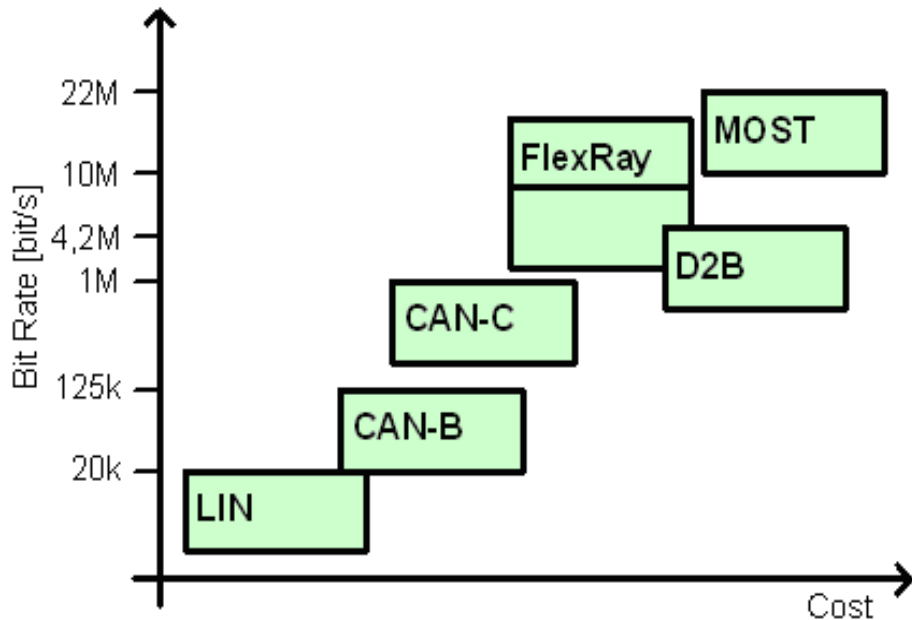 22M
MOST
FlexRay
10M
4,2M
D2B
1M
CAN-C
125k
CAN-B
20k
LIN
Bit Rate [bit/s]
Cost